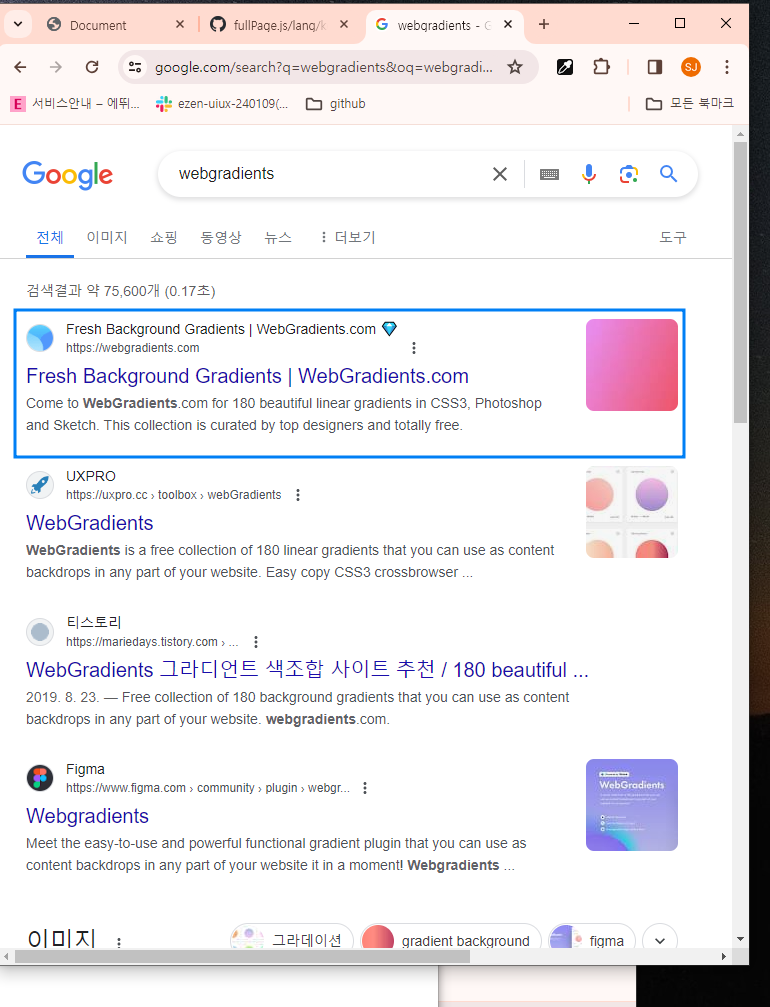 Document
fullPage.js/lang/k
webgradients - G
google.com/search?q=webgradients&oq=webgradi...
SJ
E 서비스안내 – 에뛰...
ezen-uiux-240109(...
github
모든 북마크
Google
webgradients
전체
이미지
쇼핑
동영상
뉴스
더보기
도구
검색결과 약 75,600개 (0.17초)
Fresh Background Gradients | WebGradients.com 💎
https://webgradients.com
Fresh Background Gradients | WebGradients.com
Come to WebGradients.com for 180 beautiful linear gradients in CSS3, Photoshop
and Sketch. This collection is curated by top designers and totally free.
UXPRO
https://uxpro.cc › toolbox › webGradients
WebGradients
WebGradients is a free collection of 180 linear gradients that you can use as content
backdrops in any part of your website. Easy copy CSS3 crossbrowser ...
티스토리
https://mariedays.tistory.com › ...
WebGradients 그라디언트 색조합 사이트 추천 / 180 beautiful ...
2019. 8. 23. — Free collection of 180 background gradients that you can use as content
backdrops in any part of your website. webgradients.com.
Figma
https://www.figma.com › community › plugin › webgr...
Webgradients
Meet the easy-to-use and powerful functional gradient plugin that you can use as
content backdrops in any part of your website it in a moment! Webgradients ...
WebGradients
이미지
그라데이션
gradient background
figma